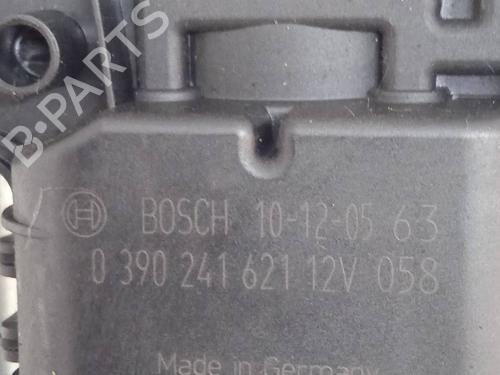 BOSCH 10-12-05 63
0 390 241 621 12V 058
Made in Germany
B-PARTS